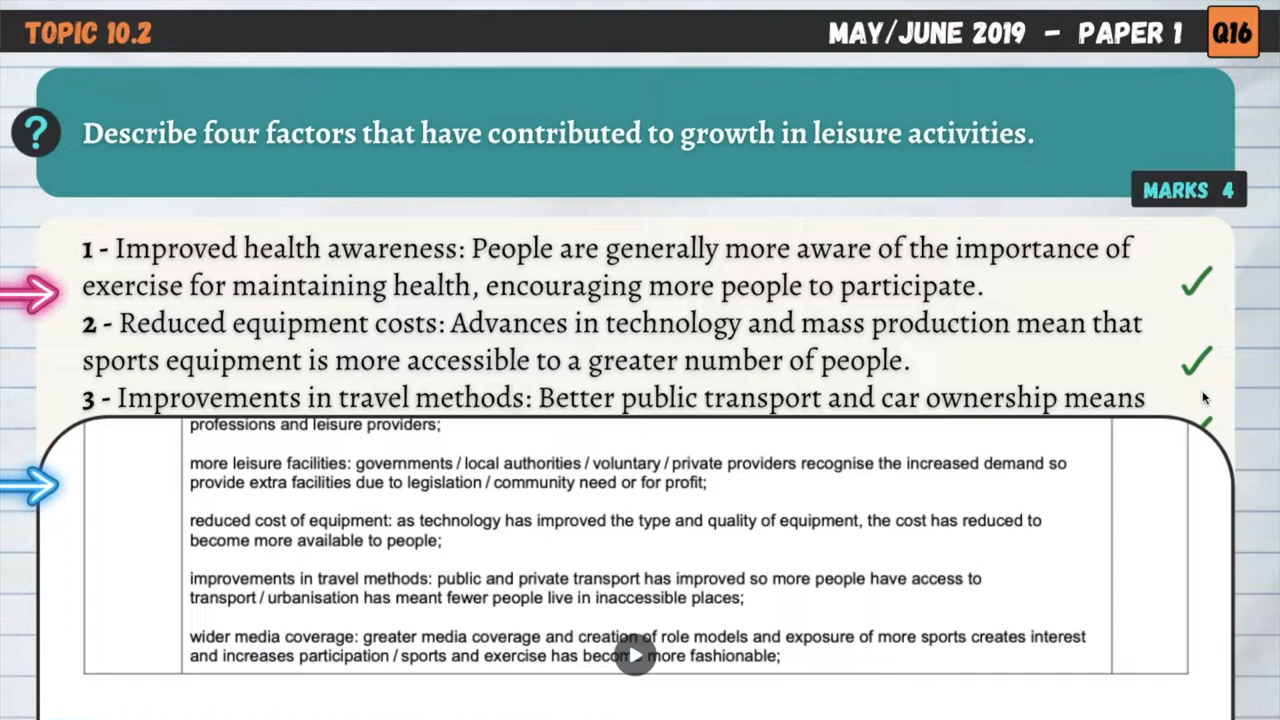 TOPIC 10.2
MAY/JUNE 2019 - PAPER 1 Q16
? Describe four factors that have contributed to growth in leisure activities.
MARKS 4
1 - Improved health awareness: People are generally more aware of the importance of
exercise for maintaining health, encouraging more people to participate.
2 - Reduced equipment costs: Advances in technology and mass production mean that
sports equipment is more accessible to a greater number of people.
3 - Improvements in travel methods: Better public transport and car ownership means
professions and leisure providers;
more leisure facilities: governments / local authorities / voluntary / private providers recognise the increased demand so
provide extra facilities due to legislation / community need or for profit;
reduced cost of equipment: as technology has improved the type and quality of equipment, the cost has reduced to
become more available to people;
improvements in travel methods: public and private transport has improved so more people have access to
transport / urbanisation has meant fewer people live in inaccessible places;
wider media coverage: greater media coverage and creation of role models and exposure of more sports creates interest
and increases participation / sports and exercise has become more fashionable;